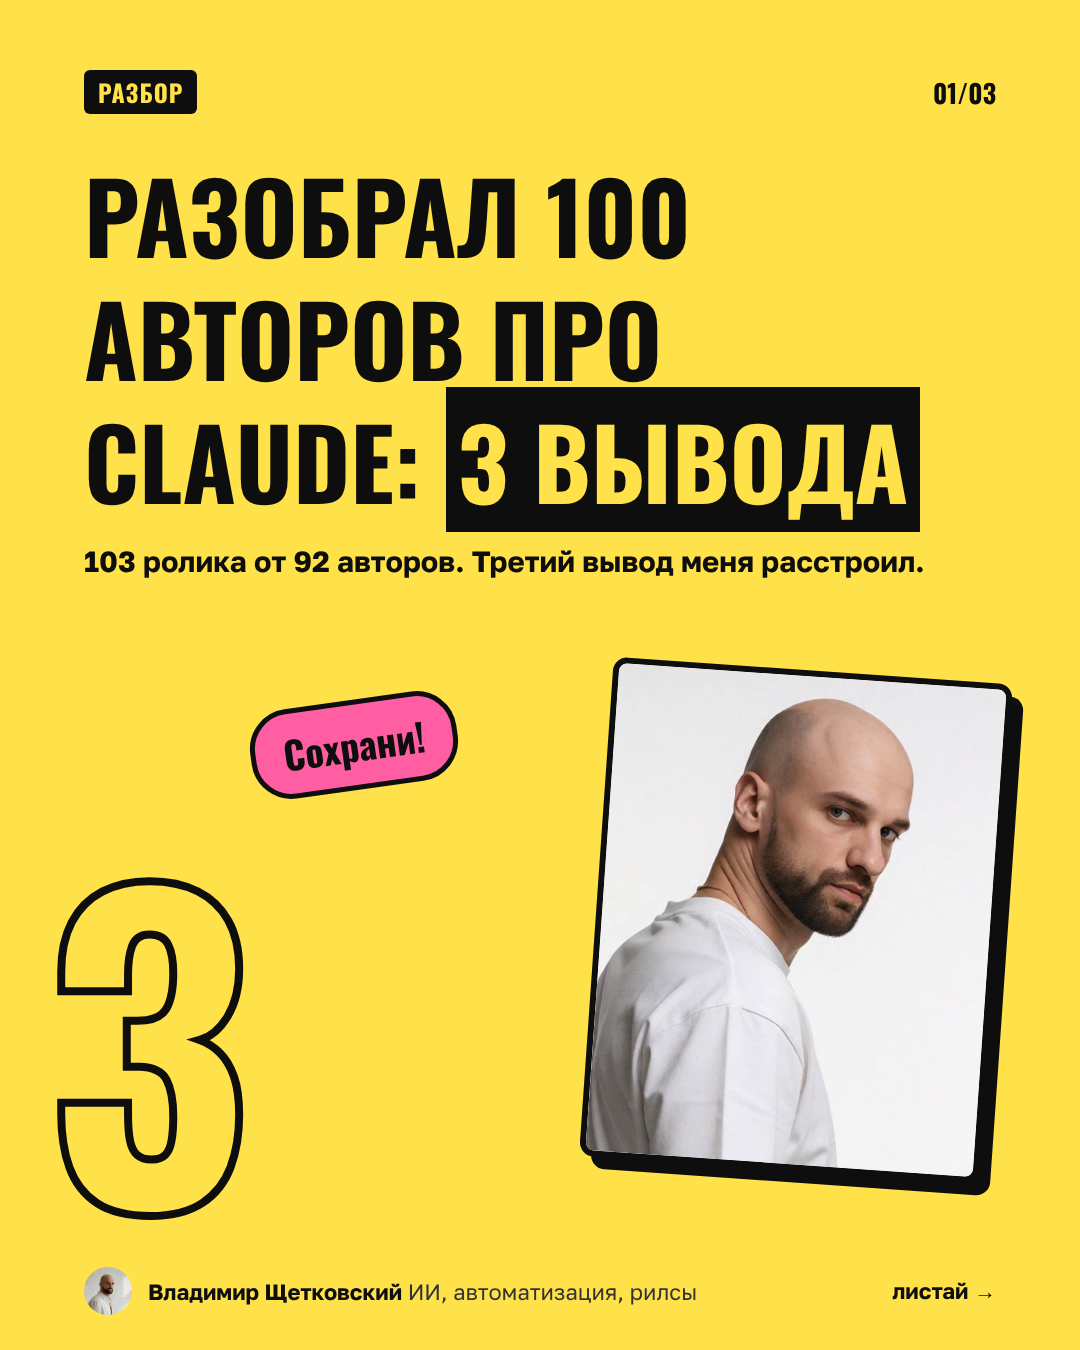 РАЗБОР
01/03
РАЗОБРАЛ 100
АВТОРОВ ПРО
CLAUDE: 3 ВЫВОДА
103 ролика от 92 авторов. Третий вывод меня расстроил.
Сохрани!
3
Владимир Щетковский ИИ, автоматизация, рилсы
листай →